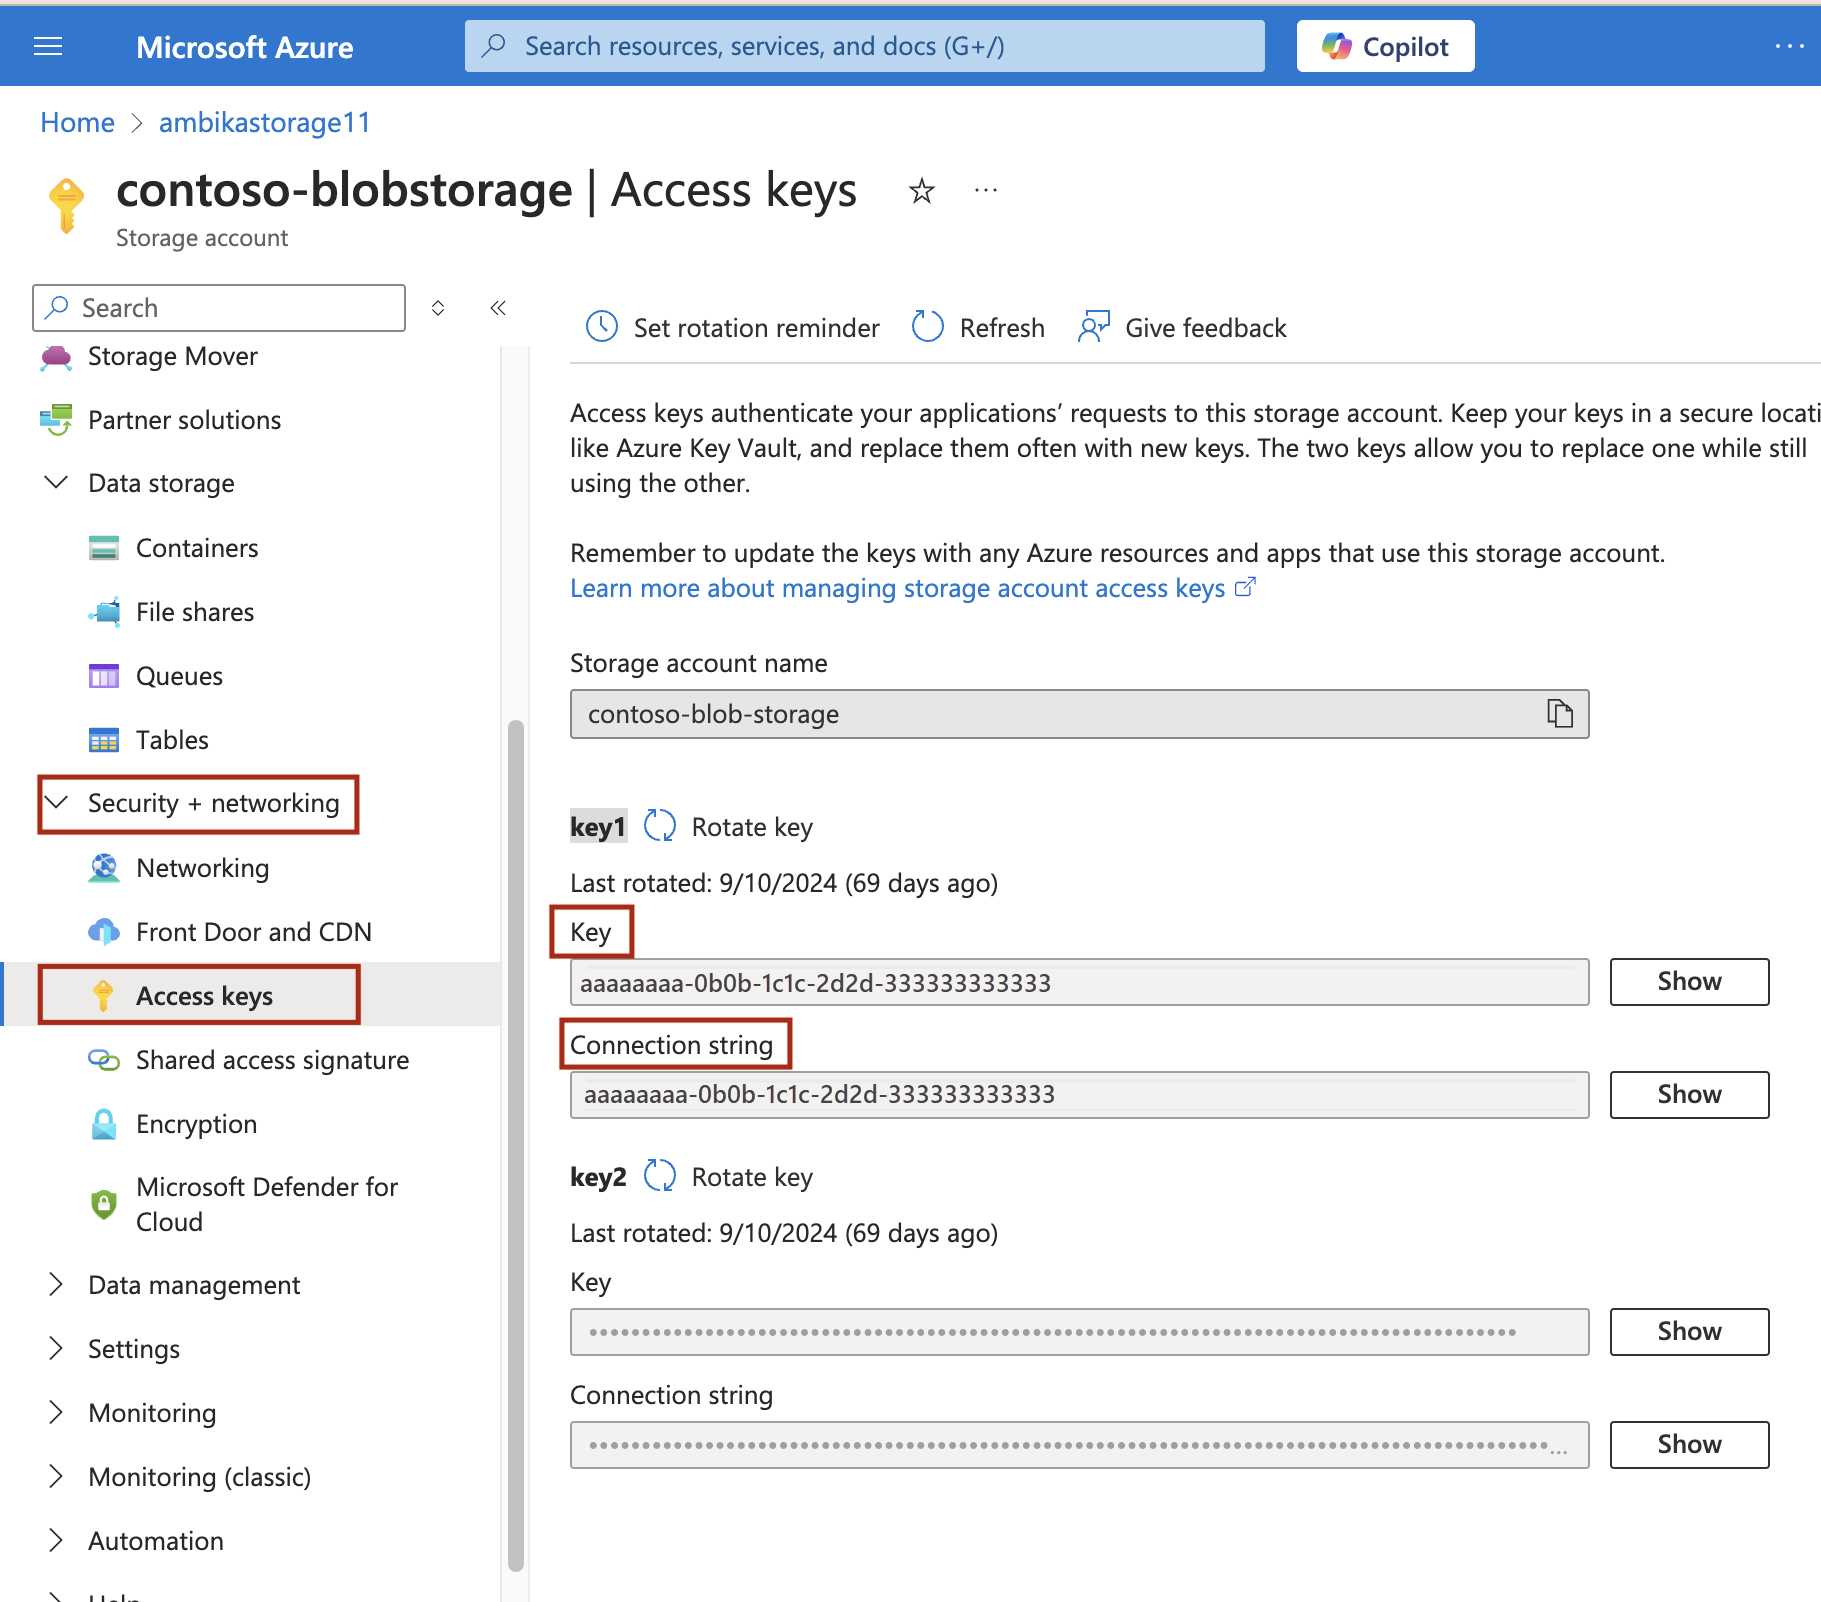 Microsoft Azure
Search resources, services, and docs (G+/)
Copilot
...
Home > ambikastorage11
contoso-blobstorage | Access keys
...
Storage account
Search
Storage Mover
Partner solutions
Data storage
Containers
File shares
Queues
Tables
Security + networking
Networking
Front Door and CDN
Access keys
Shared access signature
Encryption
Microsoft Defender for
Cloud
Data management
Settings
Monitoring
Monitoring (classic)
Automation
Set rotation reminder
Refresh
Give feedback
Access keys authenticate your applications’ requests to this storage account. Keep your keys in a secure locati
like Azure Key Vault, and replace them often with new keys. The two keys allow you to replace one while still
using the other.
Remember to update the keys with any Azure resources and apps that use this storage account.
Learn more about managing storage account access keys
Storage account name
contoso-blob-storage
key1 Rotate key
Last rotated: 9/10/2024 (69 days ago)
Key
aaaaaaaa-0b0b-1c1c-2d2d-333333333333
Show
Connection string
aaaaaaaa-0b0b-1c1c-2d2d-333333333333
Show
key2 Rotate key
Last rotated: 9/10/2024 (69 days ago)
Key
Show
Connection string
Show